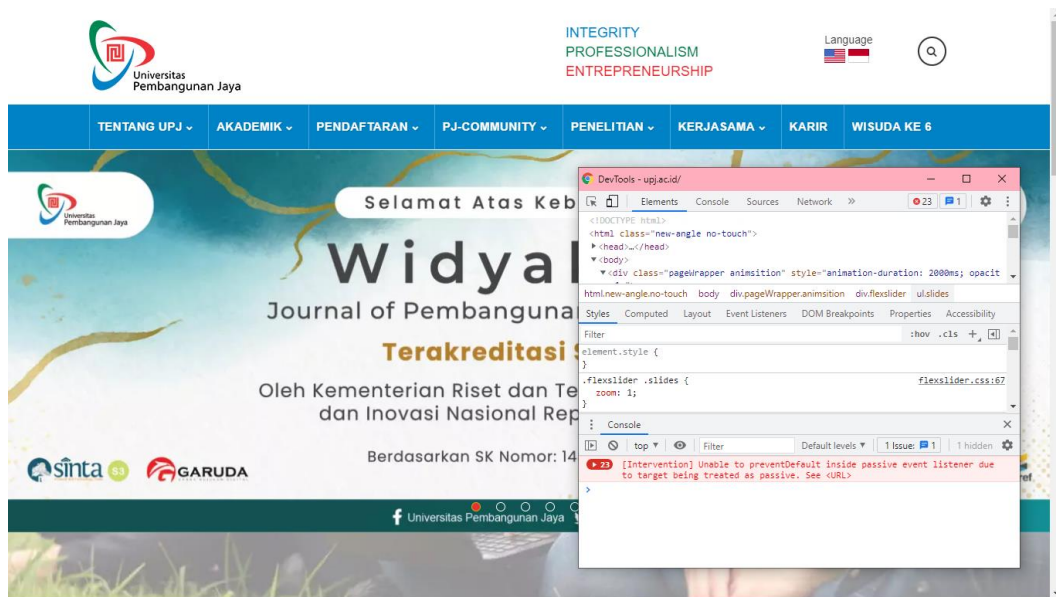 Universitas
Pembangunan Jaya
INTEGRITY
PROFESSIONALISM
ENTREPRENEURSHIP
Language
TENTANG UPJ AKADEMIK PENDAFTARAN PJ-COMMUNITY PENELITIAN KERJASAMA KARIR WISUDA KE 6
Universitas
Pembangunan Jaya
Selamat Atas Keb
Widya
Journal of Pembanguna
Terakreditasi
Oleh Kementerian Riset dan Te
dan Inovasi Nasional Rep
Berdasarkan SK Nomor: 14
sinta S3 GARUDA
Universitas Pembangunan Jaya
DevTools - upj.ac.id/
Elements Console Sources Network » 23 1
<!DOCTYPE html>
<html class="new-angle no-touch">
<head>…</head>
<body>
<div class="pageWrapper animsition" style="animation-duration: 2000ms; opacit
html.new-angle.no-touch body div.pageWrapper.animsition div.flexslider ul.slides
Styles Computed Layout Event Listeners DOM Breakpoints Properties Accessibility
Filter :hov .cls +
element.style {
}
.flexslider .slides { flexslider.css:67
zoom: 1;
}
Console
top Filter Default levels 1 Issue: 1 1 hidden
23 [Intervention] Unable to preventDefault inside passive event listener due
to target being treated as passive. See <URL>
>